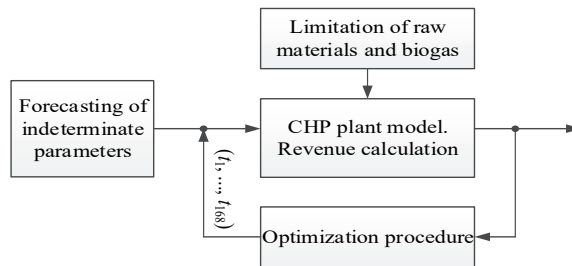 Limitation of raw
materials and biogas
Forecasting of
indeterminate
parameters
CHP plant model.
Revenue calculation
(t₁, ..., t₁₆₈)
Optimization procedure